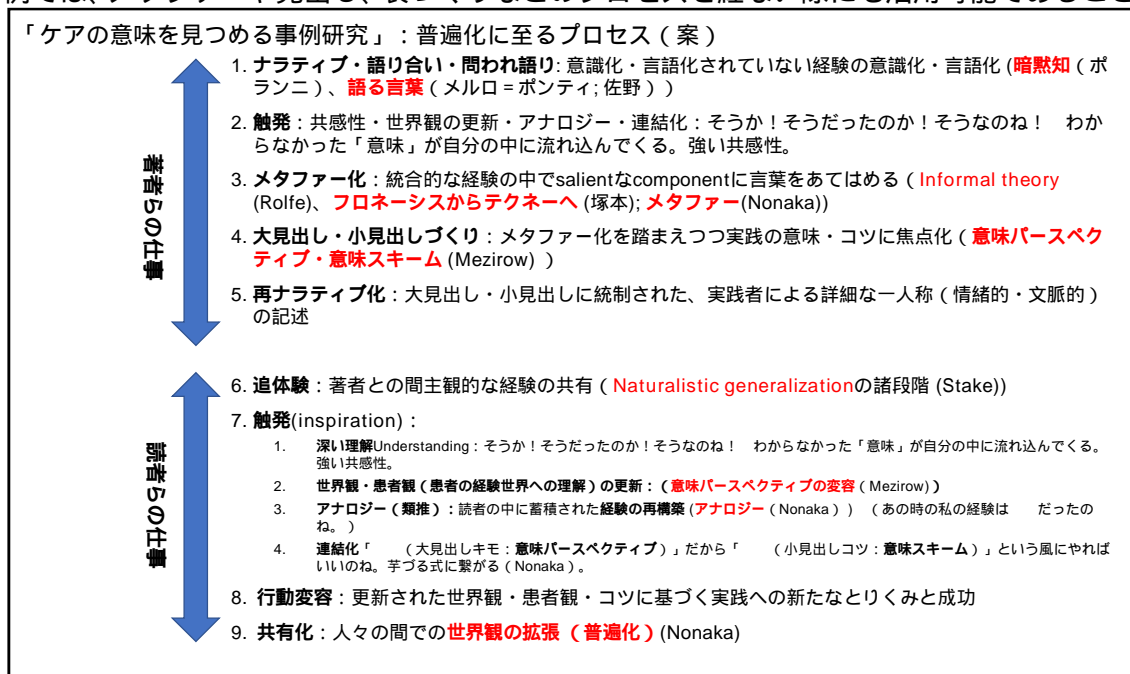 「ケアの意味を見つめる事例研究」：普遍化に至るプロセス（案）
1. ナラティブ・語り合い・問われ語り: 意識化・言語化されていない経験の意識化・言語化 (暗黙知（ポ
ランニ）、語る言葉（メルロ＝ポンティ; 佐野））
2. 触発：共感性・世界観の更新・アナロジー・連結化：そうか！そうだったのか！そうなのね！　わか
らなかった「意味」が自分の中に流れ込んでくる。強い共感性。
3. メタファー化：統合的な経験の中でsalientなcomponentに言葉をあてはめる（Informal theory
(Rolfe)、フロネーシスからテクネーへ (塚本); メタファー(Nonaka))
4. 大見出し・小見出しづくり：メタファー化を踏まえつつ実践の意味・コツに焦点化（意味パースペク
ティブ・意味スキーム (Mezirow) ）
5. 再ナラティブ化：大見出し・小見出しに統制された、実践者による詳細な一人称（情緒的・文脈的）
の記述
著者らの仕事
6. 追体験：著者との間主観的な経験の共有（Naturalistic generalizationの諸段階 (Stake))
7. 触発(inspiration)：
1. 深い理解Understanding：そうか！そうだったのか！そうなのね！　わからなかった「意味」が自分の中に流れ込んでくる。
強い共感性。
2. 世界観・患者観（患者の経験世界への理解）の更新：（意味パースペクティブの変容（Mezirow)）
3. アナロジー（類推）：読者の中に蓄積された経験の再構築 (アナロジー（Nonaka）)　（あの時の私の経験は　　だったの
ね。）
4. 連結化「　　（大見出しキモ：意味パースペクティブ）」だから「　　（小見出しコツ：意味スキーム）」という風にやれば
いいのね。芋づる式に繋がる（Nonaka）。
8. 行動変容：更新された世界観・患者観・コツに基づく実践への新たなとりくみと成功
9. 共有化：人々の間での世界観の拡張（普遍化）(Nonaka)
読者らの仕事